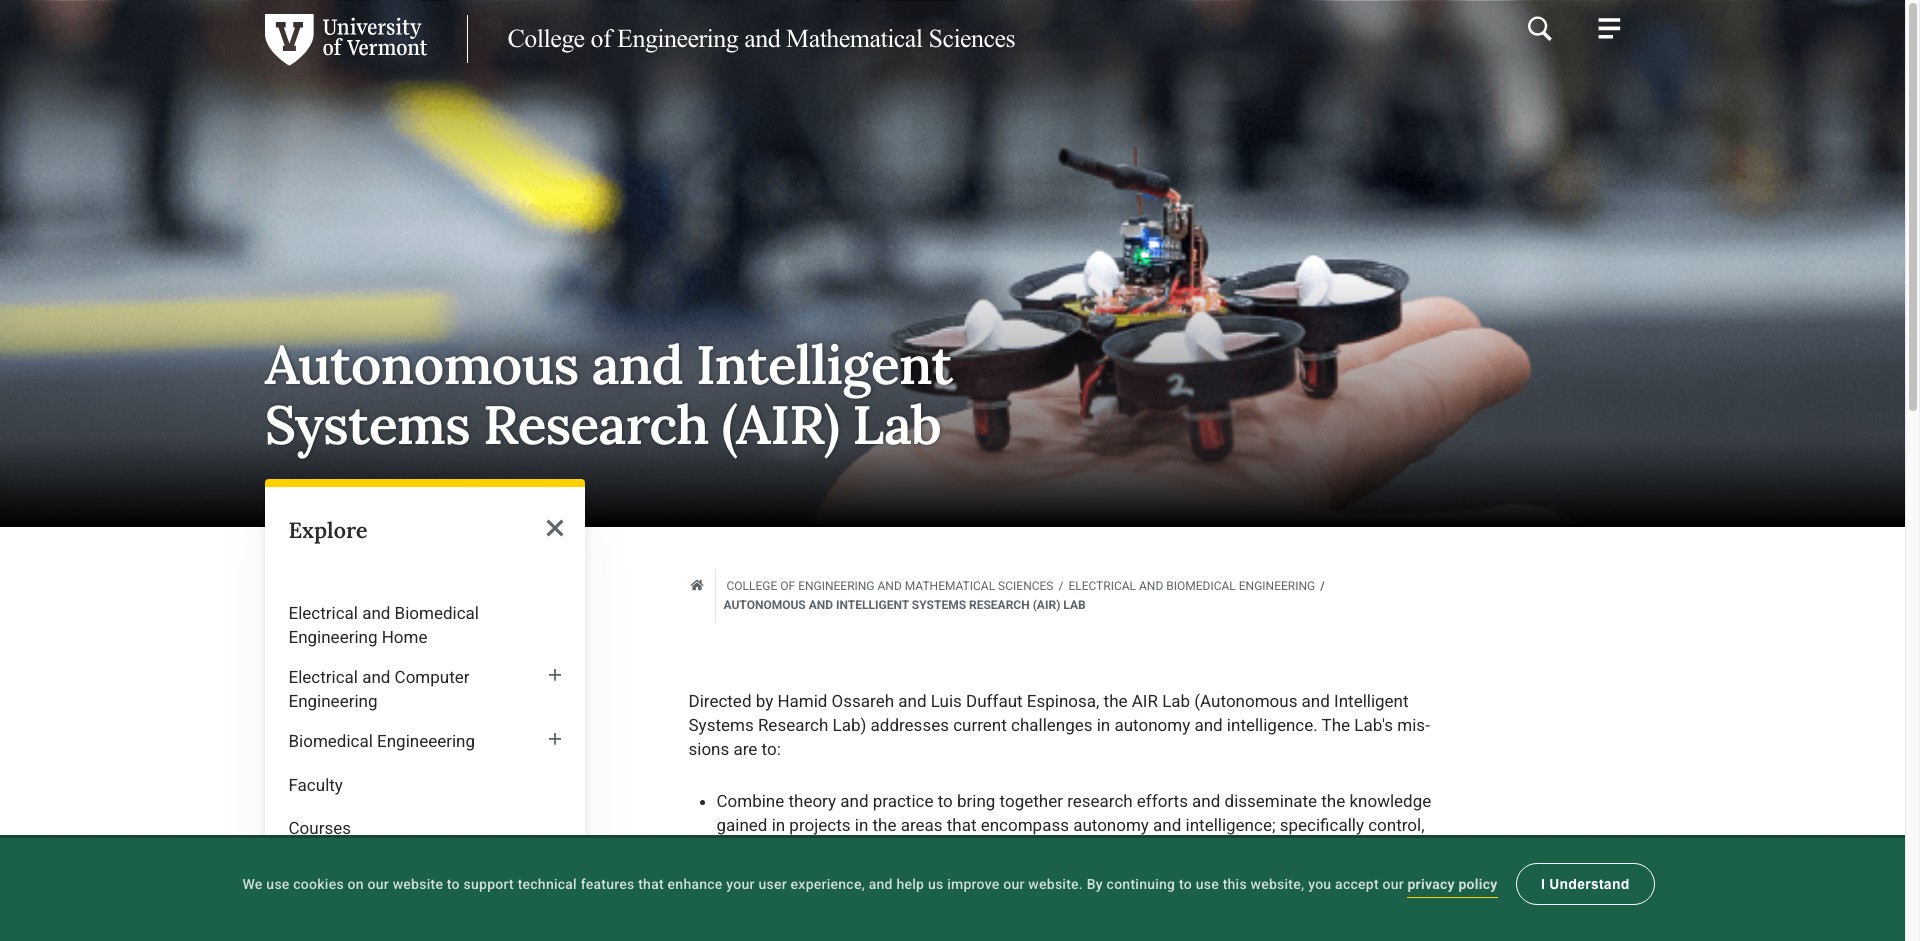 University
of Vermont
College of Engineering and Mathematical Sciences
2
Autonomous and Intelligent
Systems Research (AIR) Lab
Explore
Electrical and Biomedical
Engineering Home
Electrical and Computer
Engineering
Biomedical Engineeering
Faculty
Courses
COLLEGE OF ENGINEERING AND MATHEMATICAL SCIENCES / ELECTRICAL AND BIOMEDICAL ENGINEERING /
AUTONOMOUS AND INTELLIGENT SYSTEMS RESEARCH (AIR) LAB
Directed by Hamid Ossareh and Luis Duffaut Espinosa, the AIR Lab (Autonomous and Intelligent
Systems Research Lab) addresses current challenges in autonomy and intelligence. The Lab's mis-
sions are to:
• Combine theory and practice to bring together research efforts and disseminate the knowledge
gained in projects in the areas that encompass autonomy and intelligence; specifically control,
We use cookies on our website to support technical features that enhance your user experience, and help us improve our website. By continuing to use this website, you accept our privacy policy
I Understand